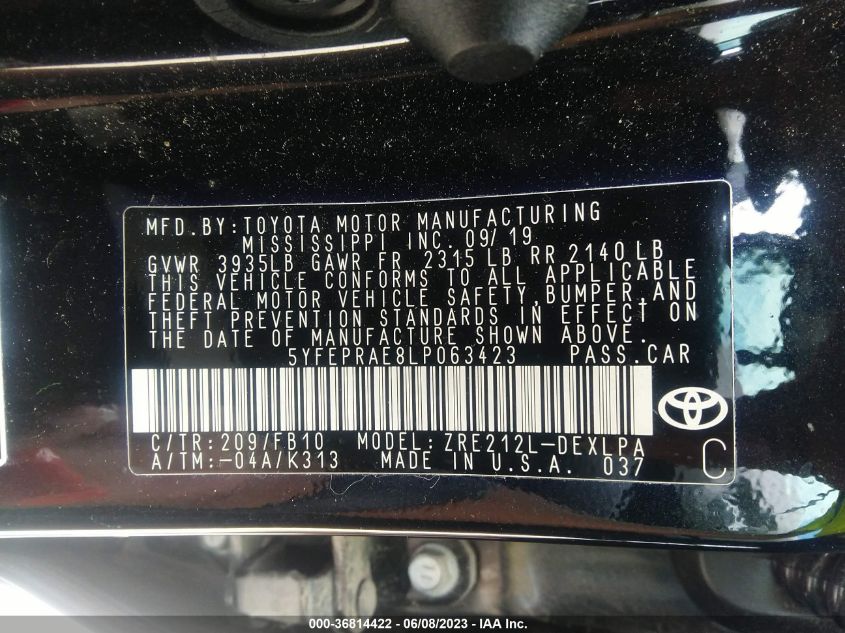 MFD.BY:TOYOTA MOTOR MANUFACTURING
MISSISSIPPI INC. 09/19
GVWR 3935LB GAWR FR 2315 LB RR 2140 LB
THIS VEHICLE CONFORMS TO ALL APPLICABLE
FEDERAL MOTOR VEHICLE SAFETY,BUMPER,AND
THEFT PREVENTION STANDARDS IN EFFECT ON
THE DATE OF MANUFACTURE SHOWN ABOVE.
5YFEPRAE8LP063423 PASS.CAR
C/TR:209/FB10 MODEL:ZRE212L-DEXLPA
A/TM:-04A/K313 MADE IN U.S.A. 037
C
000-36814422 - 06/08/2023 - IAA Inc.